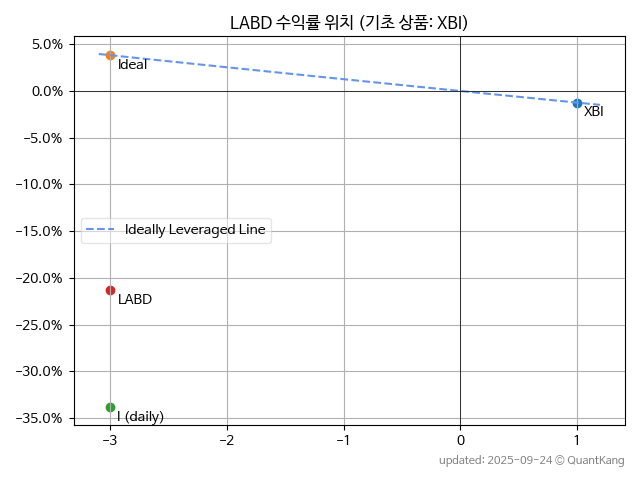 LABD 수익률 위치 (기초 상품: XBI)
5.0%
0.0%
−5.0%
−10.0%
−15.0%
−20.0%
−25.0%
−30.0%
−35.0%
Ideal
XBI
Ideally Leveraged Line
LABD
I (daily)
−3
−2
−1
0
1
updated: 2025-09-24 © QuantKang